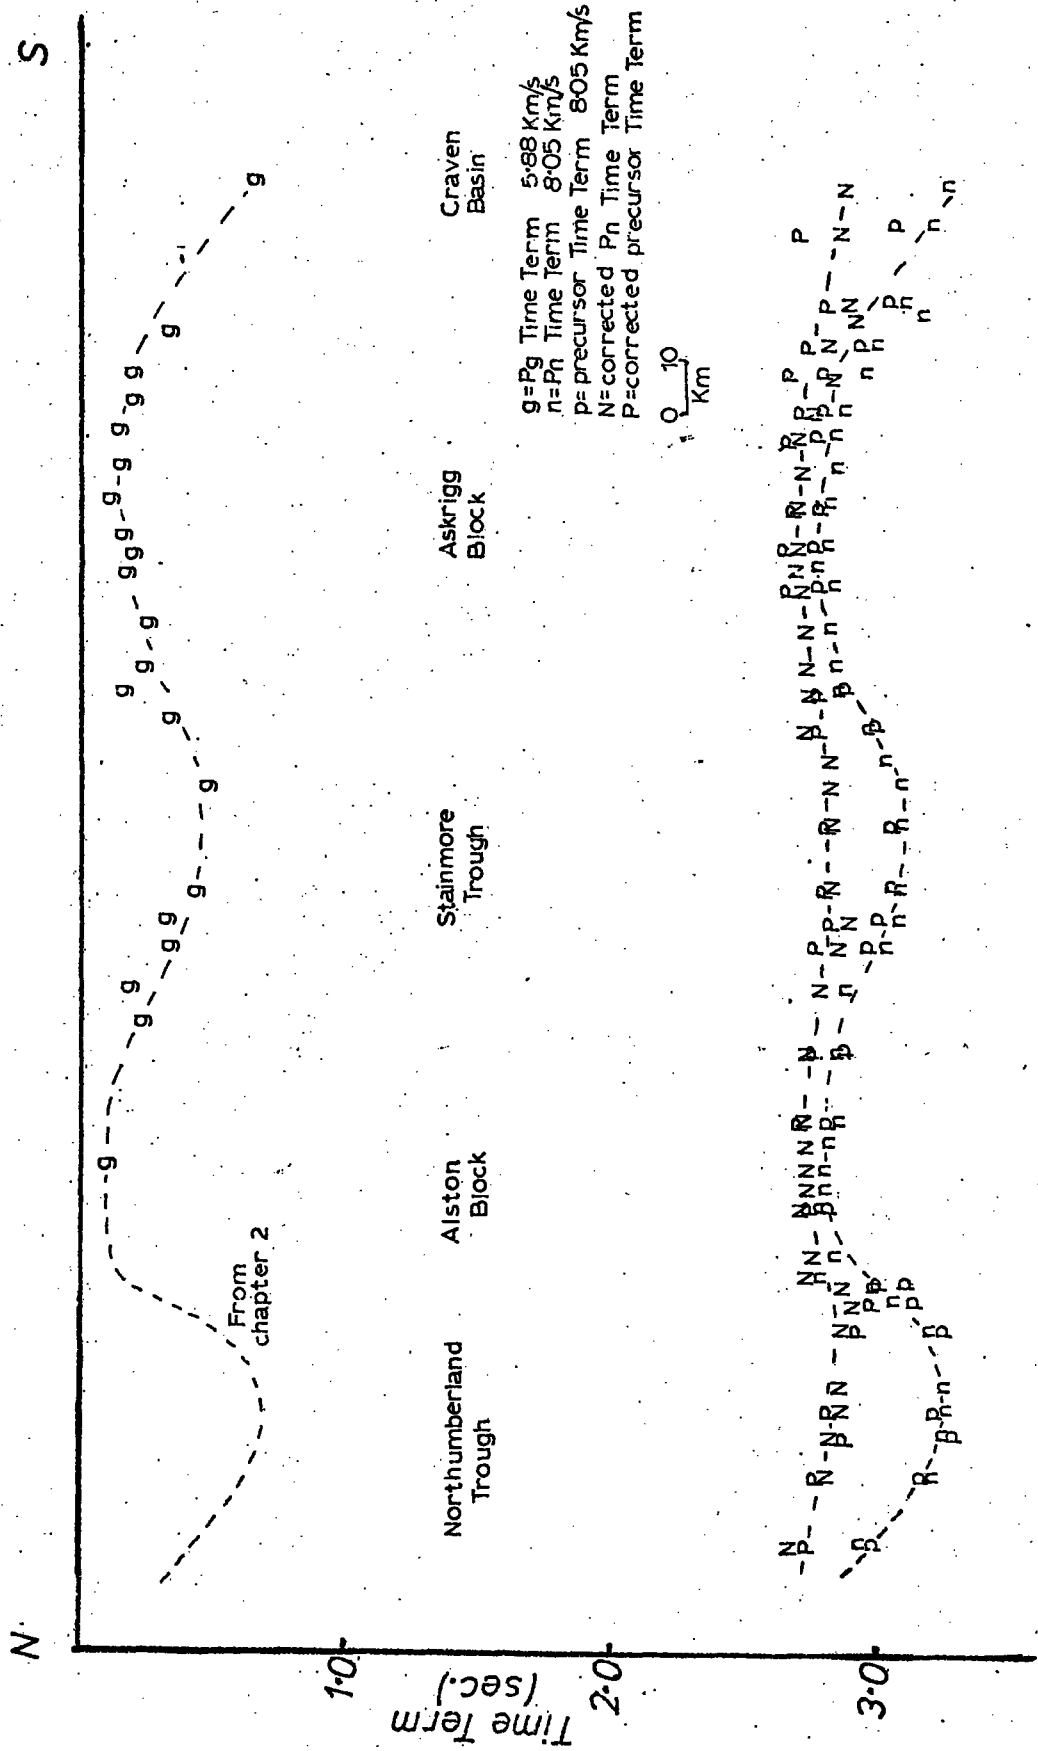 N.
S
Time Term
(sec.)
1·0
2·0
3·0
From
chapter 2
Northumberland
Trough
Alston
Block
Stainmore
Trough
Askrigg
Block
Craven
Basin
g=Pg Time Term 5·88 Km/s
n=Pn Time Term 8·05 Km/s
p=precursor Time Term 8·05 Km/s
N=corrected Pn Time Term
P=corrected precursor Time Term
0 10
Km